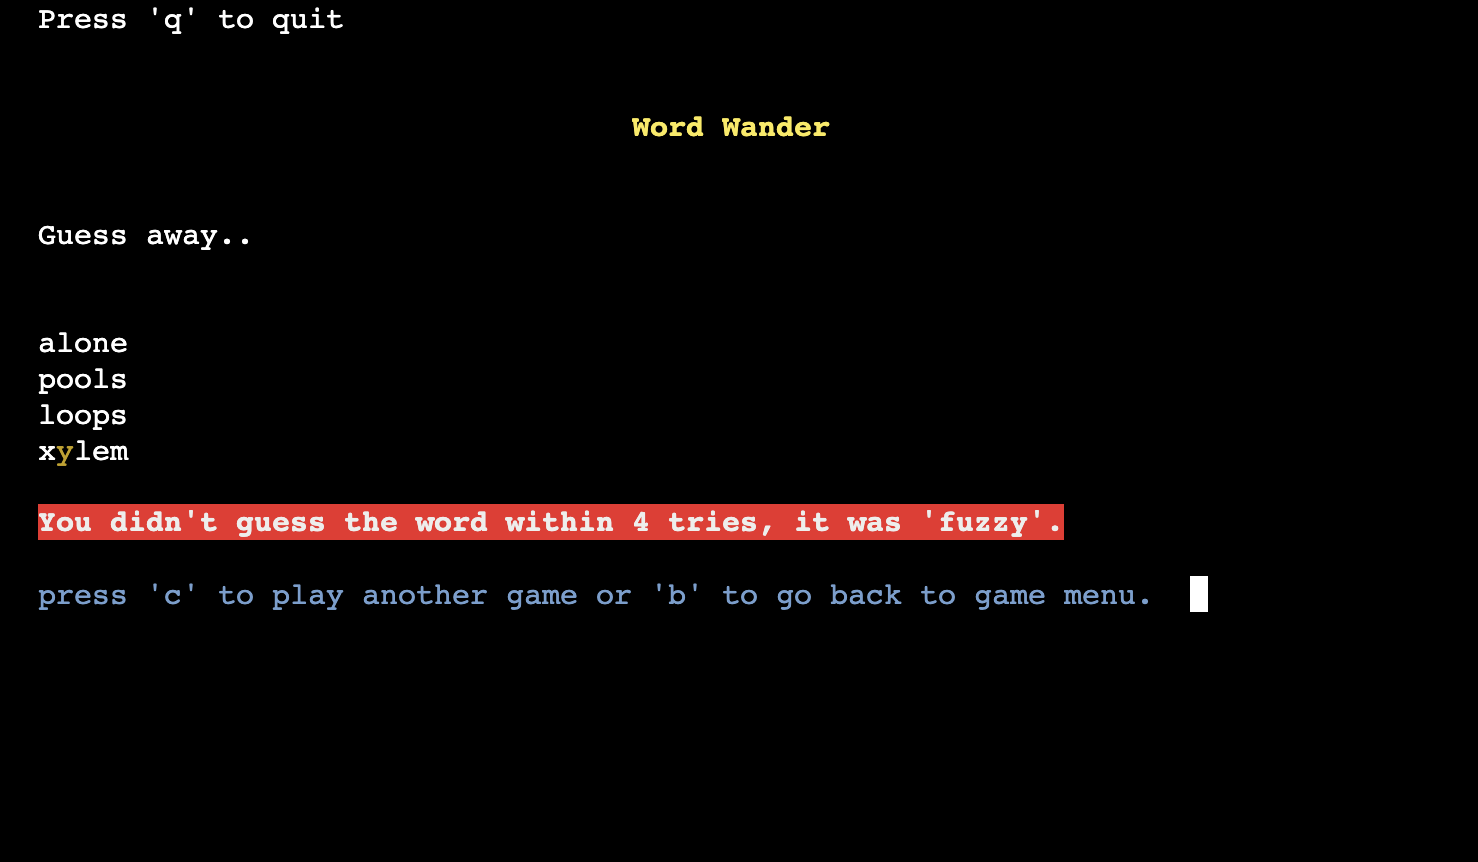 Press 'q' to quit
Word Wander
Guess away..
alone
pools
loops
xylem
You didn't guess the word within 4 tries, it was 'fuzzy'.
press 'c' to play another game or 'b' to go back to game menu.